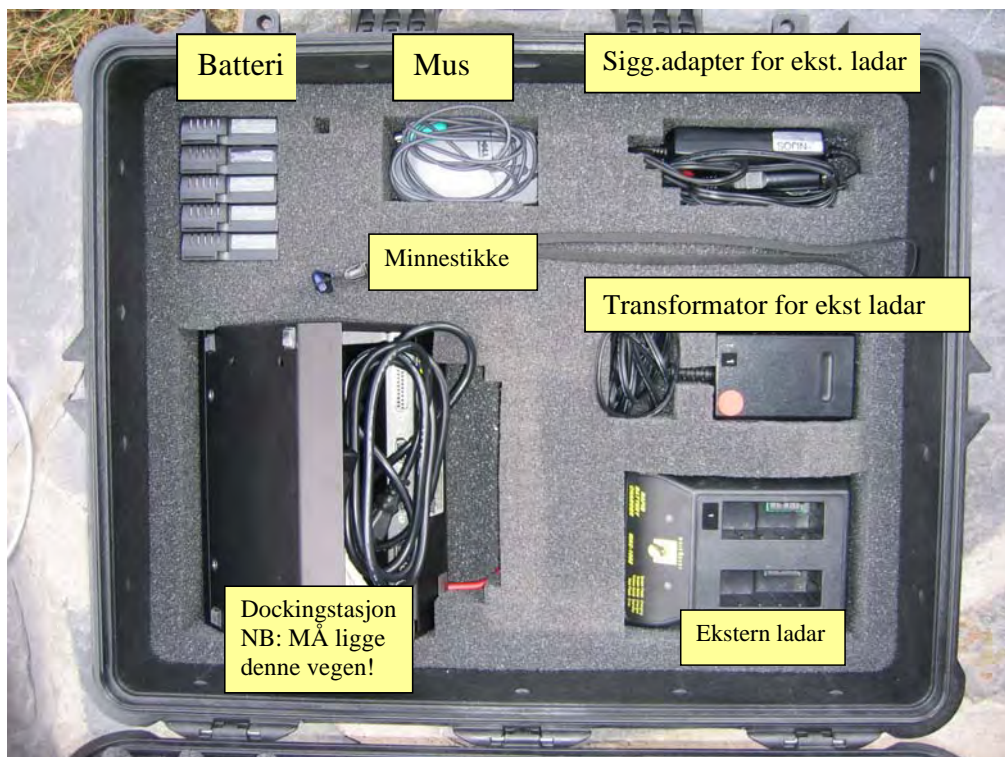 Batteri
Mus
Sigg.adapter for ekst. ladar
Minnestikke
Transformator for ekst ladar
Dockingstasjon
NB: MÅ ligge
denne vegen!
Ekstern ladar